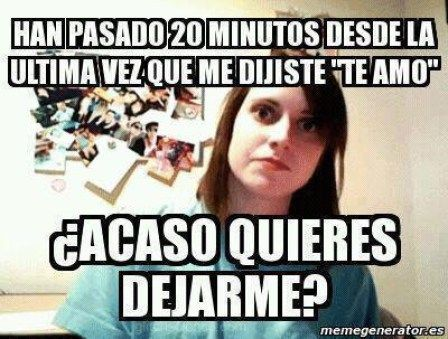 HAN PASADO 20 MINUTOS DESDE LA
ULTIMA VEZ QUE ME DIJISTE "TE AMO"
¿ACASO QUIERES
DEJARME?
memegenerator.es